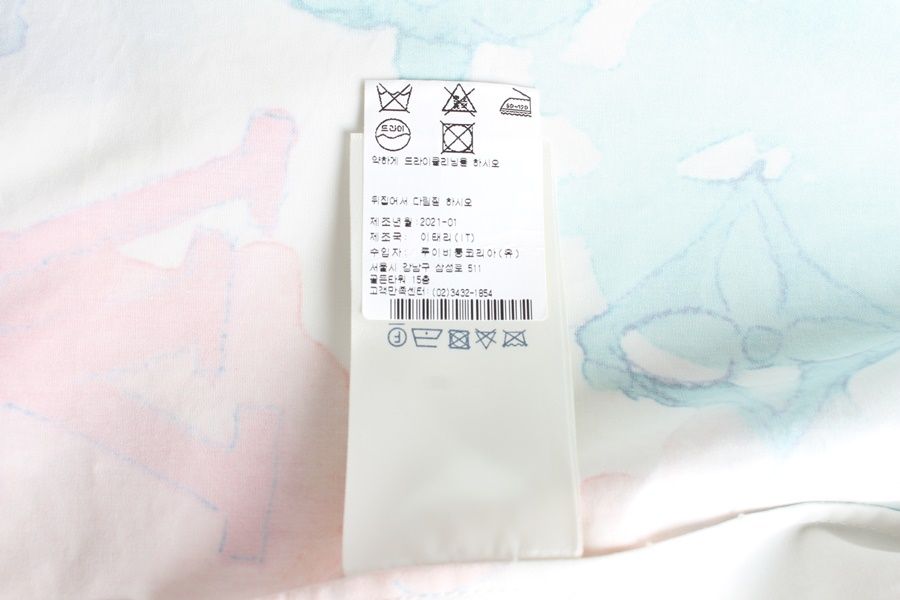 80~120
드라이
약하게 드라이클리닝을 하시오
뒤집어서 다림질 하시오
제조년월:2021-01
제조국: 이태리(IT)
수입자: 루이비통코리아(유)
서울시 강남구 삼성로 511
골든타워 15층
고객만족센터: (02)3432-1854
F